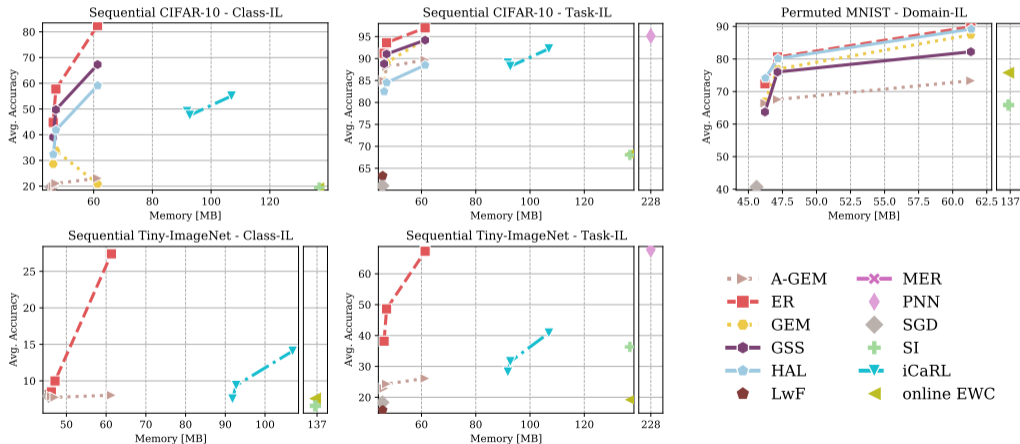 Sequential CIFAR-10 - Class-IL
Avg. Accuracy
80
70
60
50
40
30
20
60 80 100 120
Memory [MB]
Sequential CIFAR-10 - Task-IL
Avg. Accuracy
95
90
85
80
75
70
65
60 80 100 120 228
Memory [MB]
Permuted MNIST - Domain-IL
Avg. Accuracy
90
80
70
60
50
40
45.0 47.5 50.0 52.5 55.0 57.5 60.0 62.5 137
Memory [MB]
Sequential Tiny-ImageNet - Class-IL
Avg. Accuracy
25
20
15
10
50 60 70 80 90 100 137
Memory [MB]
Sequential Tiny-ImageNet - Task-IL
Avg. Accuracy
60
50
40
30
20
60 80 100 120 228
Memory [MB]
A-GEM
ER
GEM
GSS
HAL
LwF
MER
PNN
SGD
SI
iCaRL
online EWC